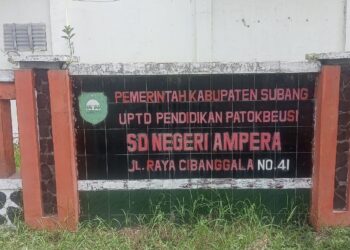 PEMERINTAH KABUPATEN SUBANG
UPTD PENDIDIKAN PATOKBEUSI
SD NEGERI AMPERA
JL. RAYA CIBANGGALA NO.41